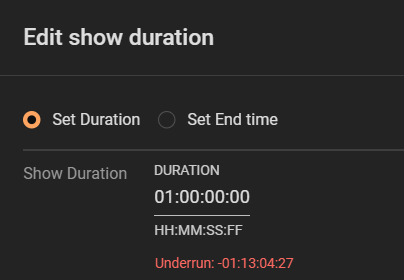 Edit show duration
Set Duration Set End time
Show Duration DURATION
01:00:00:00
HH:MM:SS:FF
Underrun: -01:13:04:27